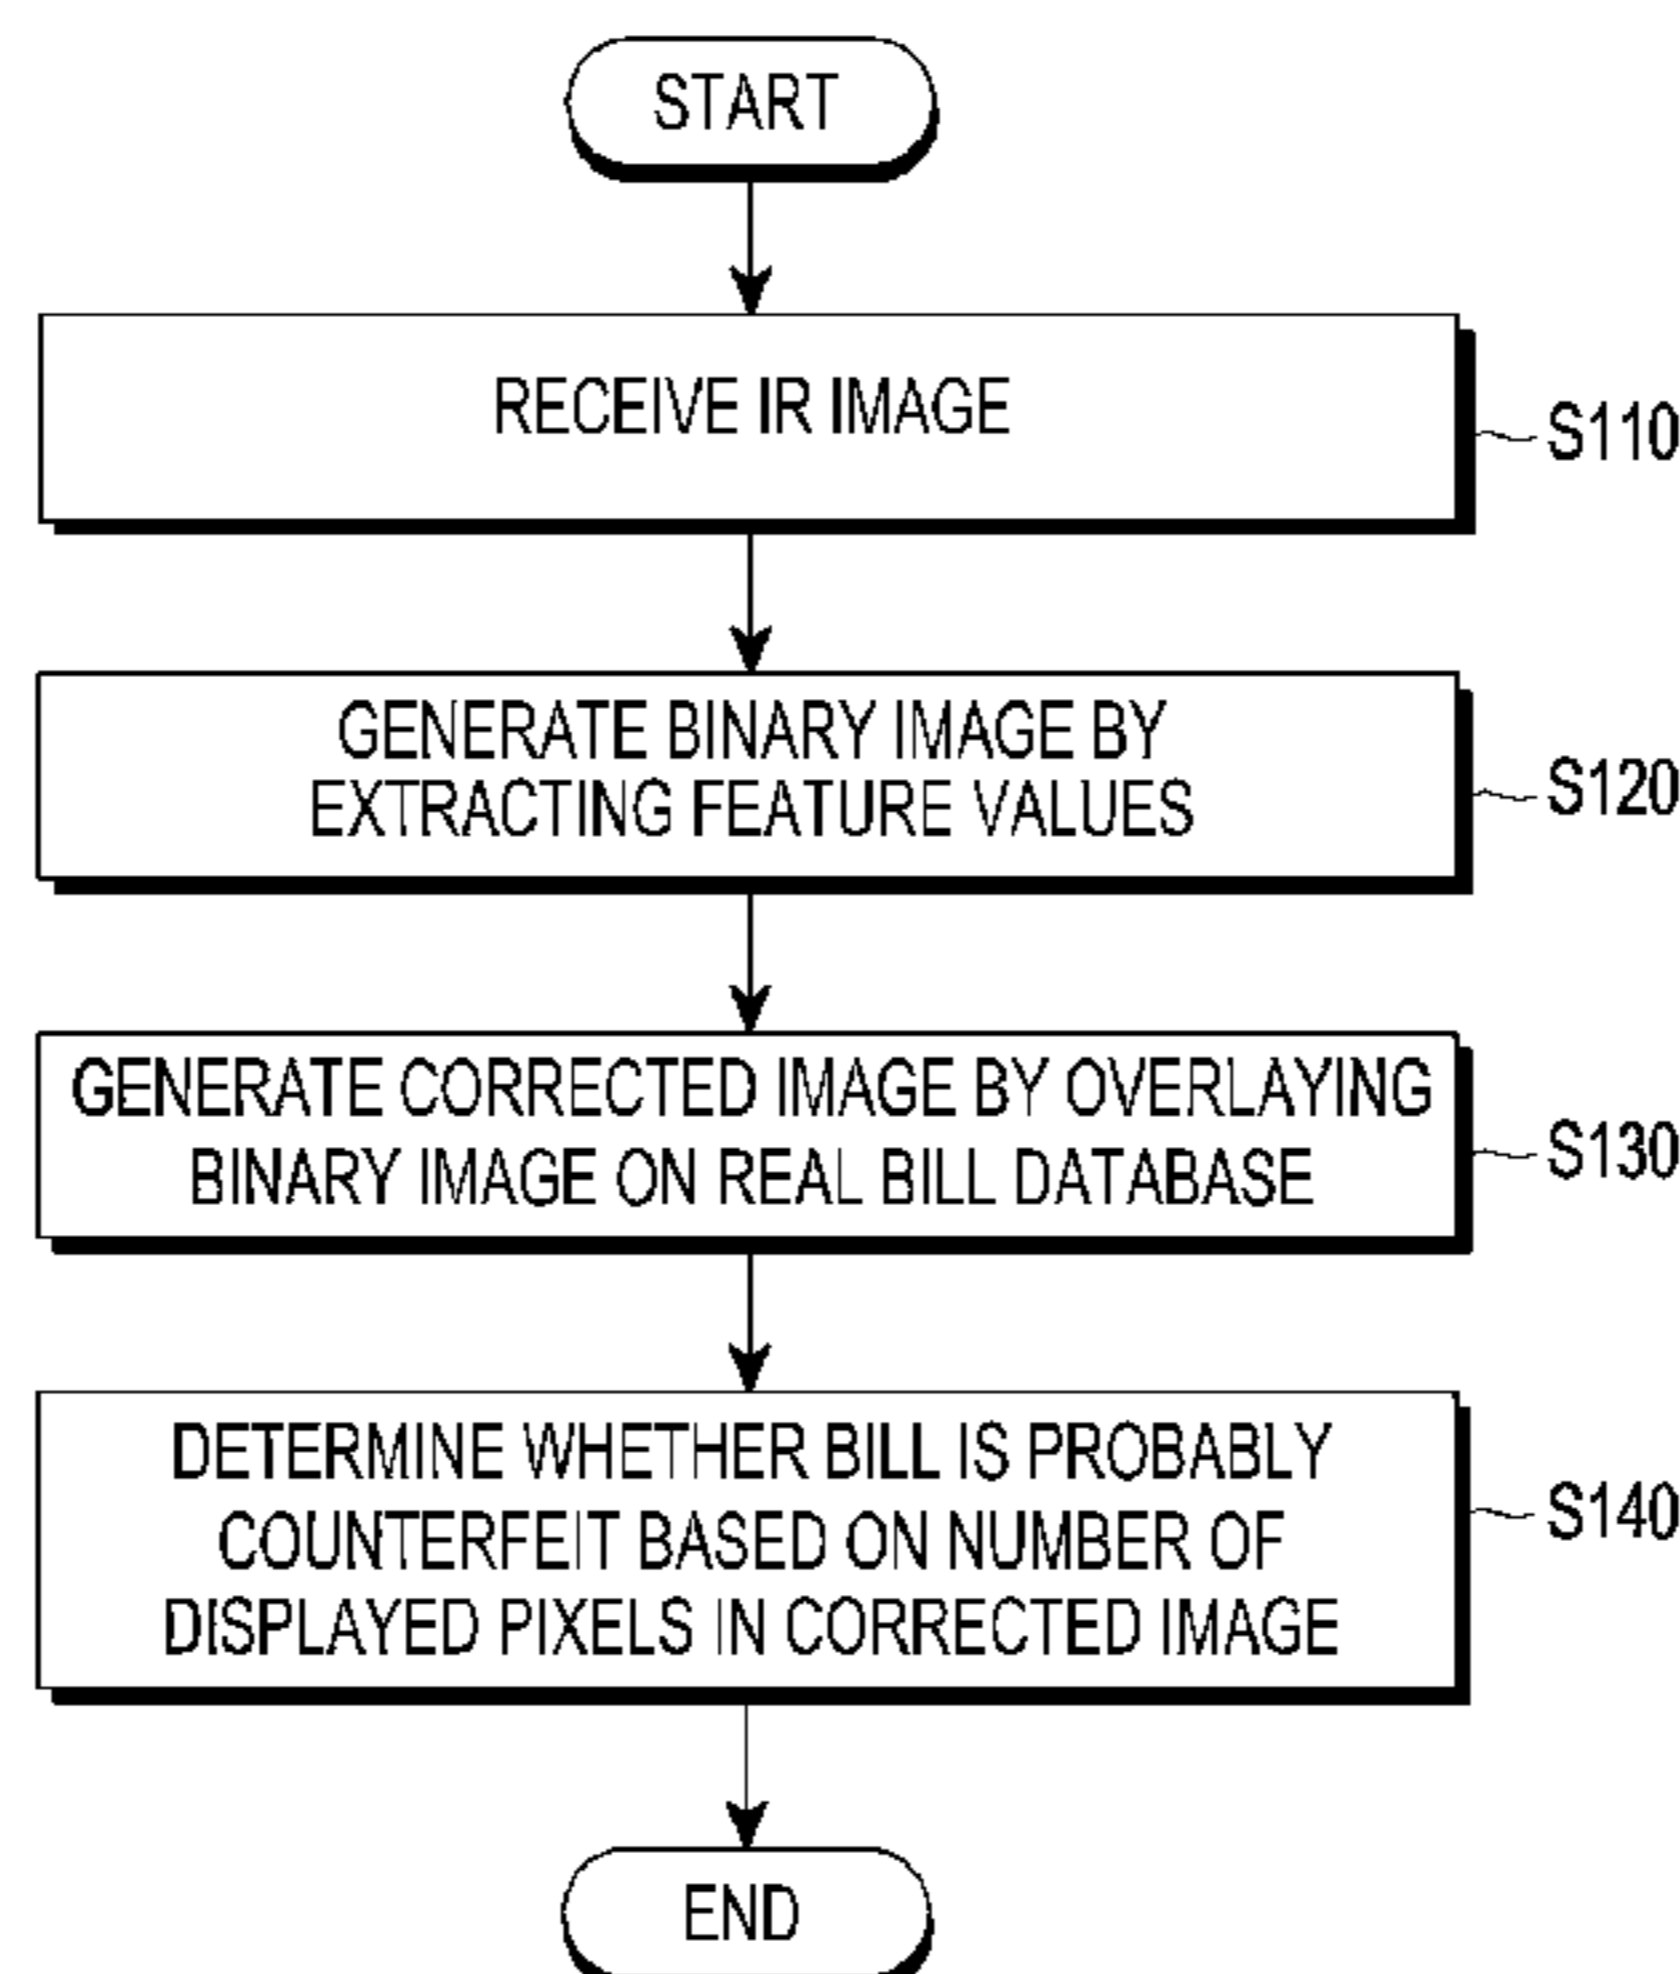 START
RECEIVE IR IMAGE
S110
GENERATE BINARY IMAGE BY
EXTRACTING FEATURE VALUES
S120
GENERATE CORRECTED IMAGE BY OVERLAYING
BINARY IMAGE ON REAL BILL DATABASE
S130
DETERMINE WHETHER BILL IS PROBABLY
COUNTERFEIT BASED ON NUMBER OF
DISPLAYED PIXELS IN CORRECTED IMAGE
S140
END